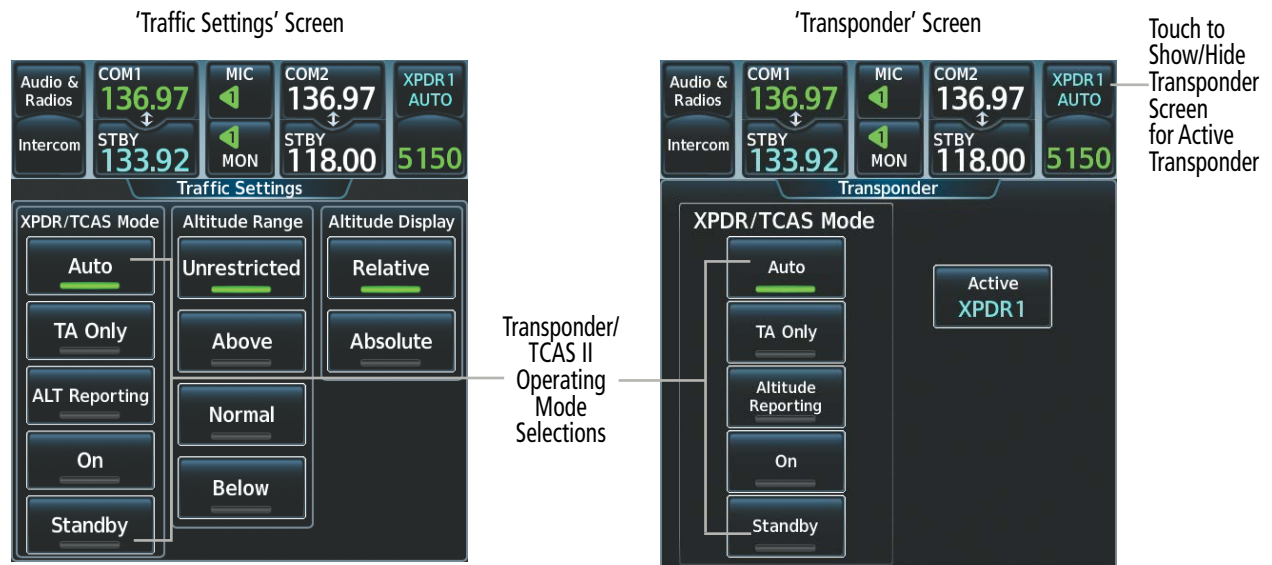 'Traffic Settings' Screen
Audio &
Radios
Intercom
COM1
136.97
STBY
133.92
MIC
1
1
MON
COM2
136.97
STBY
118.00
XPDR1
AUTO
5150
Traffic Settings
XPDR/TCAS Mode
Auto
TA Only
ALT Reporting
On
Standby
Altitude Range
Unrestricted
Above
Normal
Below
Altitude Display
Relative
Absolute
Transponder/
TCAS II
Operating
Mode
Selections
'Transponder' Screen
Audio &
Radios
Intercom
COM1
136.97
STBY
133.92
MIC
1
1
MON
COM2
136.97
STBY
118.00
XPDR1
AUTO
5150
Transponder
XPDR/TCAS Mode
Auto
TA Only
Altitude
Reporting
On
Standby
Active
XPDR1
Touch to
Show/Hide
Transponder
Screen
for Active
Transponder